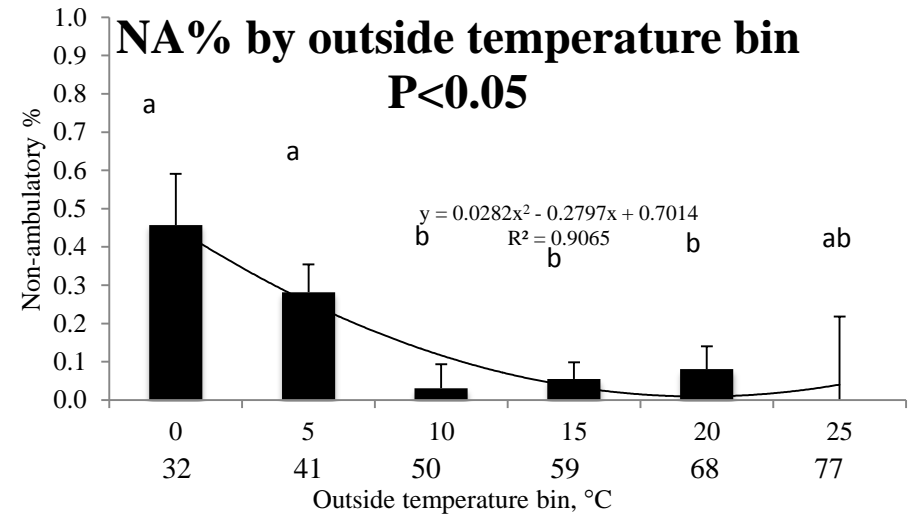 NA% by outside temperature bin
P<0.05
Non-ambulatory %
1.0
0.9
0.8
0.7
0.6
0.5
0.4
0.3
0.2
0.1
0.0
a
a
b
b
b
ab
y = 0.0282x² - 0.2797x + 0.7014
R² = 0.9065
0 5 10 15 20 25
32 41 50 59 68 77
Outside temperature bin, °C